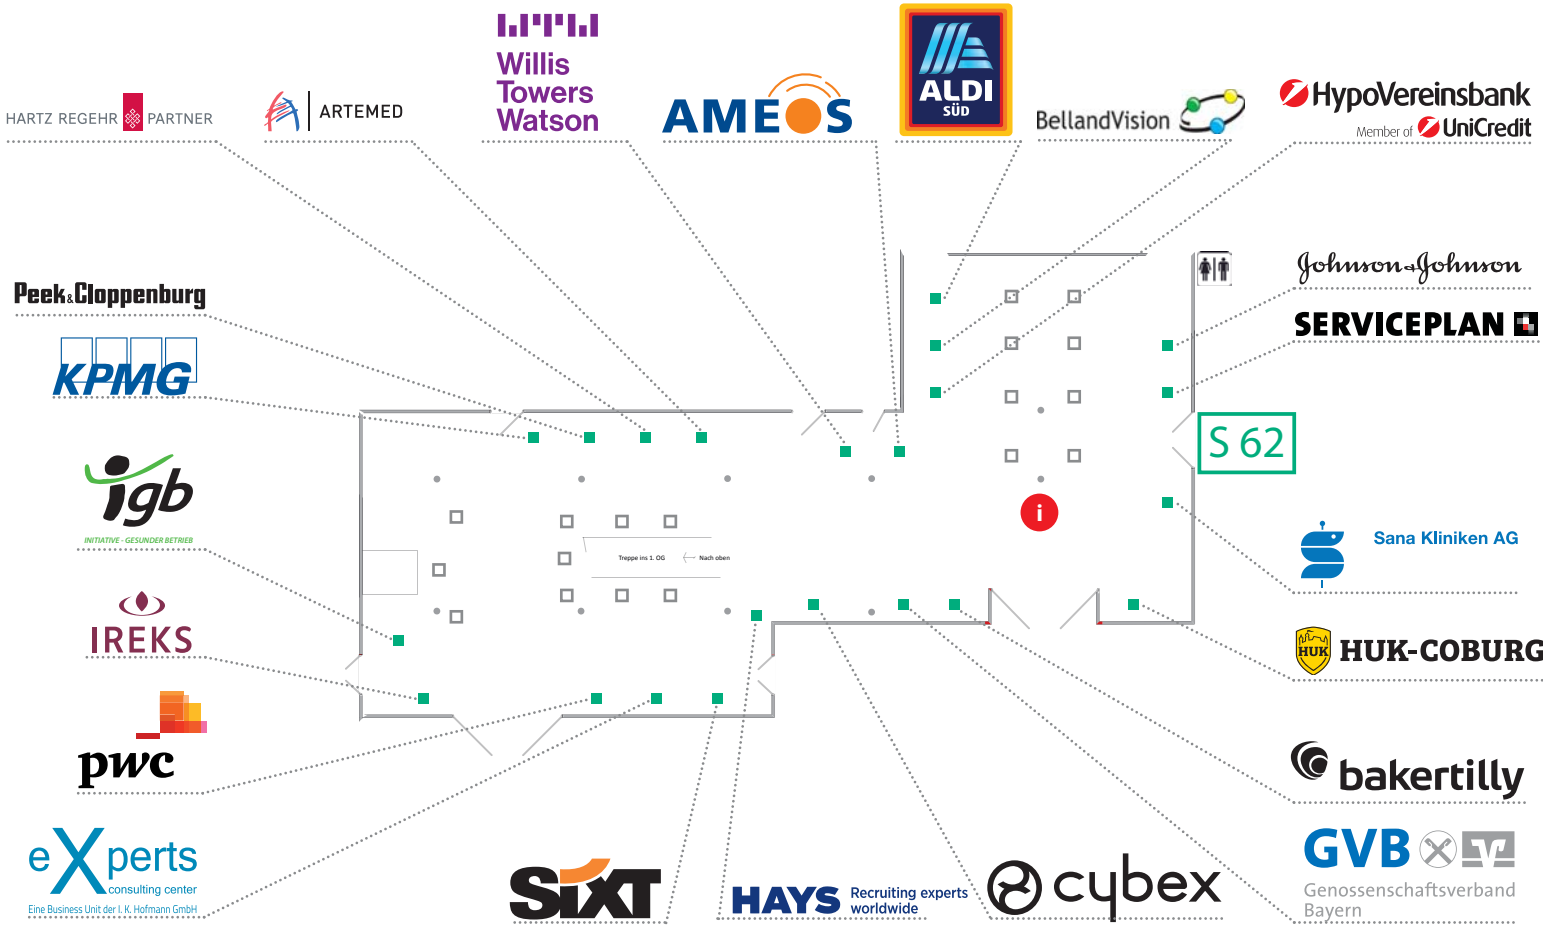 HARTZ REGEHR PARTNER
ARTEMED
Willis
Towers
Watson
AMEOS
ALDI
SÜD
BellandVision
HypoVereinsbank
Member of UniCredit
Peek&Cloppenburg
KPMG
Johnson & Johnson
SERVICEPLAN
S 62
igb
INITIATIVE - GESUNDER BETRIEB
i
Treppe ins 1. OG
Nach oben
Sana Kliniken AG
IREKS
HUK
HUK-COBURG
pwc
bakertilly
eXperts
consulting center
Eine Business Unit der I. K. Hofmann GmbH
SIXT
HAYS Recruiting experts
worldwide
cybex
GVB
Genossenschaftsverband
Bayern